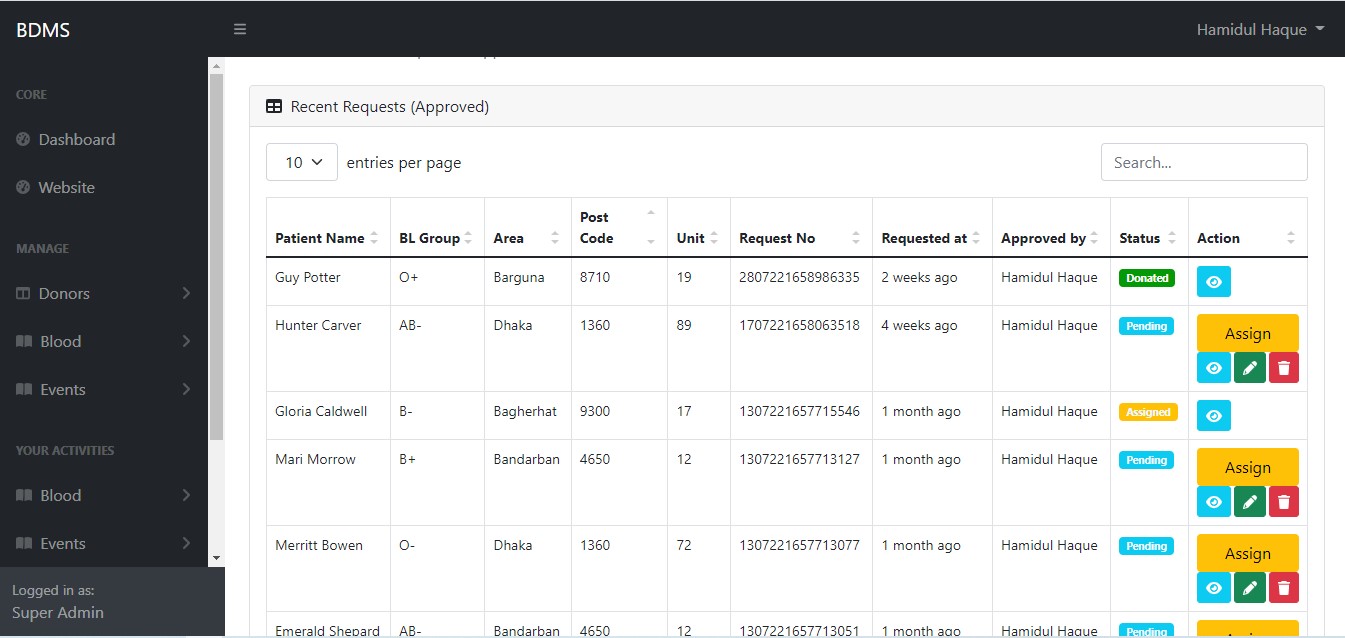 BDMS
Hamidul Haque
CORE
Dashboard
Website
MANAGE
Donors
Blood
Events
YOUR ACTIVITIES
Blood
Events
Logged in as:
Super Admin
Recent Requests (Approved)
10 entries per page
Search...
Patient Name BL Group Area Post Code Unit Request No Requested at Approved by Status Action
Guy Potter O+ Barguna 8710 19 2807221658986335 2 weeks ago Hamidul Haque Donated
Hunter Carver AB- Dhaka 1360 89 1707221658063518 4 weeks ago Hamidul Haque Pending Assign
Gloria Caldwell B- Bagherhat 9300 17 1307221657715546 1 month ago Hamidul Haque Assigned
Mari Morrow B+ Bandarban 4650 12 1307221657713127 1 month ago Hamidul Haque Pending Assign
Merritt Bowen O- Dhaka 1360 72 1307221657713077 1 month ago Hamidul Haque Pending Assign
Emerald Shepard AB- Bandarban 4650 12 1307221657713051 1 month ago Hamidul Haque Pending